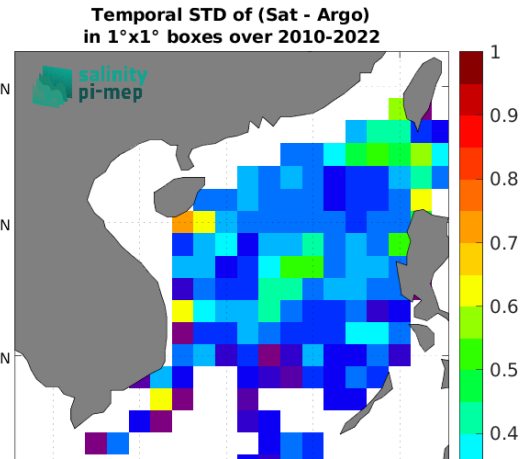 Temporal STD of (Sat - Argo)
in 1°x1° boxes over 2010-2022
salinity
pi-mep
N
N
N
1
0.9
0.8
0.7
0.6
0.5
0.4